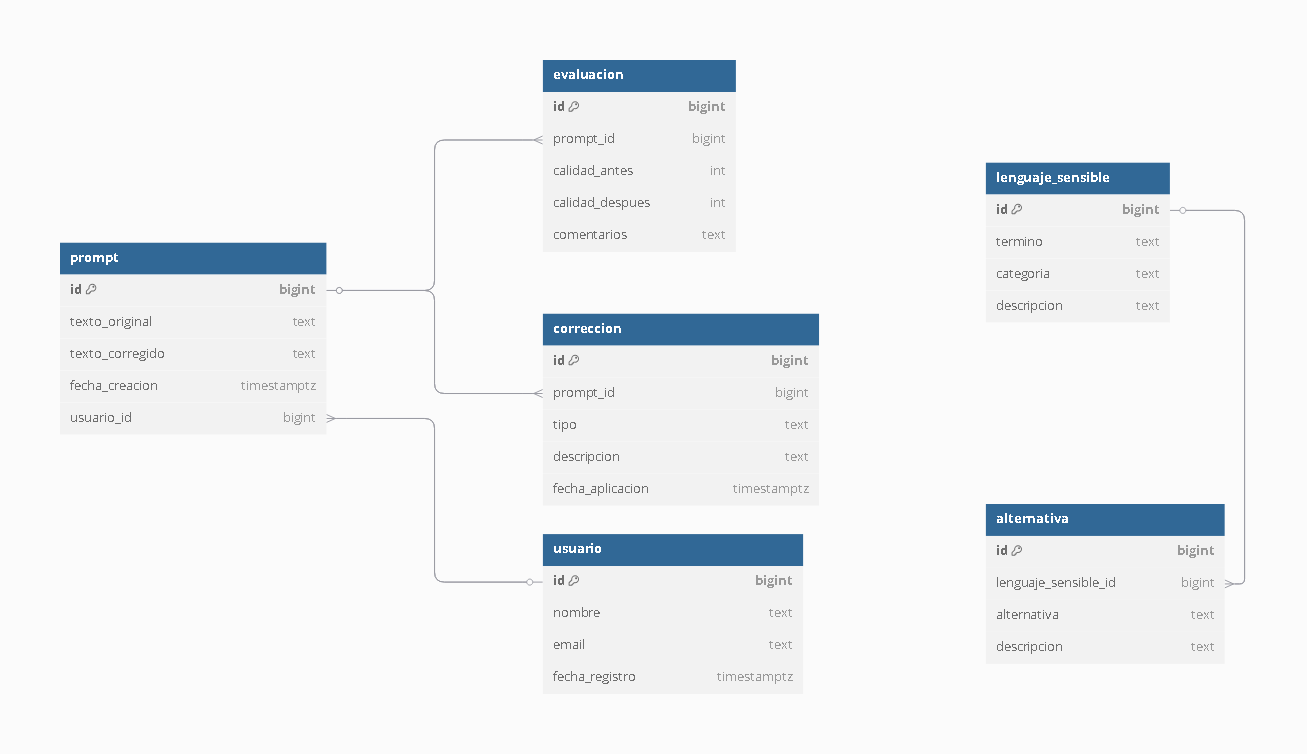 prompt
id bigint
texto_original text
texto_corregido text
fecha_creacion timestamptz
usuario_id bigint
evaluacion
id bigint
prompt_id bigint
calidad_antes int
calidad_despues int
comentarios text
correccion
id bigint
prompt_id bigint
tipo text
descripcion text
fecha_aplicacion timestamptz
usuario
id bigint
nombre text
email text
fecha_registro timestamptz
lenguaje_sensible
id bigint
termino text
categoria text
descripcion text
alternativa
id bigint
lenguaje_sensible_id bigint
alternativa text
descripcion text